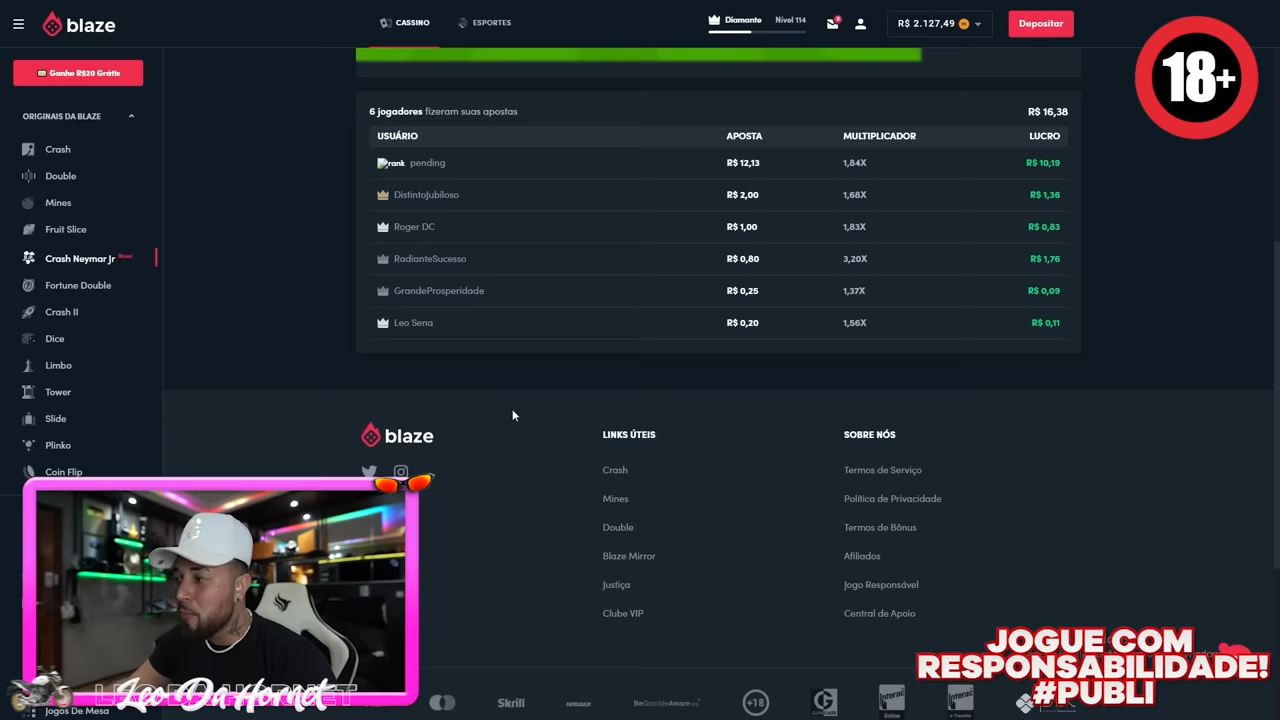 blaze
CASSINO
ESPORTES
Diamante Nível 114
R$ 2.127,49
Depositar
18+
Ganhe R$20 Grátis
ORIGINAIS DA BLAZE
Crash
Double
Mines
Fruit Slice
Crash Neymar Jr Novo!
Fortune Double
Crash II
Dice
Limbo
Tower
Slide
Plinko
Coin Flip
6 jogadores fizeram suas apostas R$ 16,38
USUÁRIO APOSTA MULTIPLICADOR LUCRO
rank pending R$ 12,13 1,84X R$ 10,19
DistintoJubiloso R$ 2,00 1,68X R$ 1,36
Roger DC R$ 1,00 1,83X R$ 0,83
RadianteSucesso R$ 0,80 3,20X R$ 1,76
GrandeProsperidade R$ 0,25 1,37X R$ 0,09
Leo Sena R$ 0,20 1,56X R$ 0,11
blaze
LINKS ÚTEIS
Crash
Mines
Double
Blaze Mirror
Justiça
Clube VIP
SOBRE NÓS
Termos de Serviço
Política de Privacidade
Termos de Bônus
Afiliados
Jogo Responsável
Central de Apoio
JOGUE COM
RESPONSABILIDADE!
#PUBLI
Leo Da Hornet
Jogos De Mesa
Skrill
BeGambleAware.org
+18
Interac
Interac